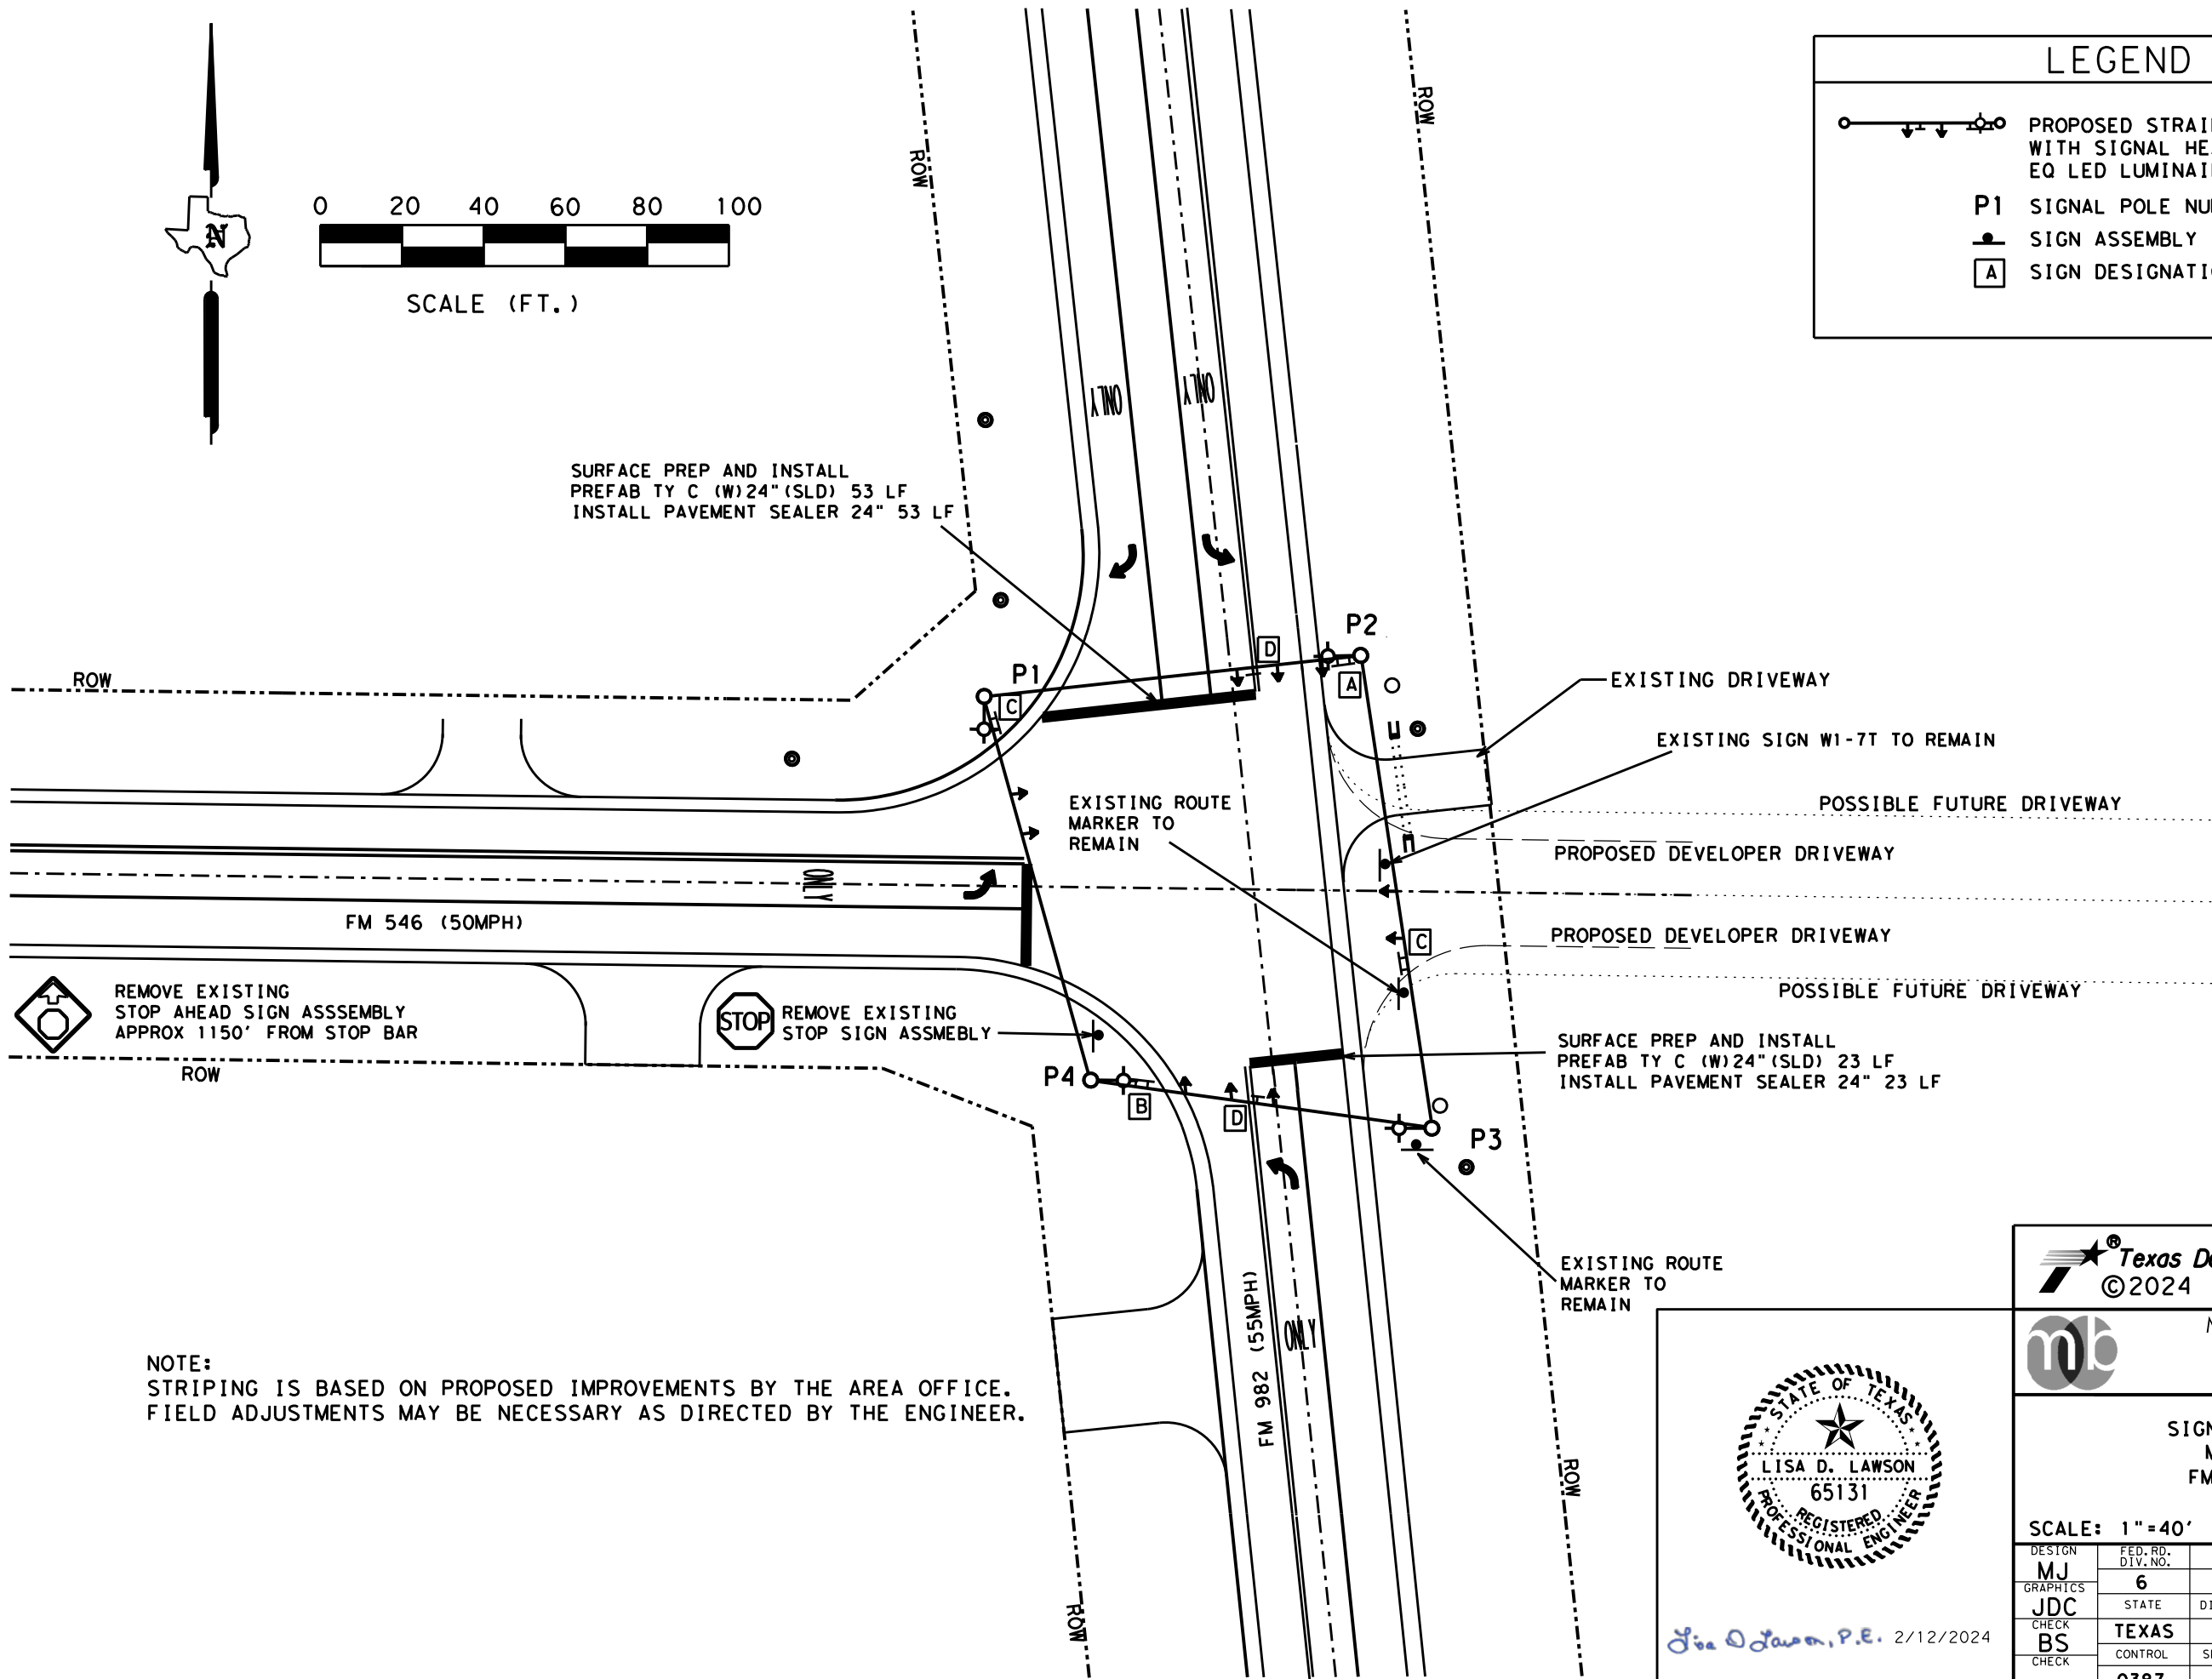 LEGEND
PROPOSED
WITH SIGNAL
EQ LED
P1 SIGNAL POLE
SIGN ASSEMBLY
A SIGN
ROW
ROW
N
0 20 40 60 80 100
SCALE (FT.)
ONLY
ONLY
SURFACE PREP AND INSTALL
PREFAB TY C (W)24"(SLD) 53 LF
INSTALL PAVEMENT SEALER 24" 53 LF
P2
D
A
P1
C
ROW
EXISTING DRIVEWAY
EXISTING SIGN W1-7T TO REMAIN
EXISTING ROUTE
MARKER TO
REMAIN
POSSIBLE FUTURE DRIVEWAY
PROPOSED DEVELOPER DRIVEWAY
ONLY
FM 546 (50MPH)
PROPOSED DEVELOPER DRIVEWAY
C
POSSIBLE FUTURE DRIVEWAY
REMOVE EXISTING
STOP AHEAD SIGN ASSSEMBLY
APPROX 1150' FROM STOP BAR
STOP
REMOVE EXISTING
STOP SIGN ASSMEBLY
ROW
P4
B
D
P3
SURFACE PREP AND INSTALL
PREFAB TY C (W)24"(SLD) 23 LF
INSTALL PAVEMENT SEALER 24" 23 LF
EXISTING ROUTE
MARKER TO
REMAIN
FM 982 (55MPH)
ONLY
ROW
ROW
NOTE:
STRIPING IS BASED ON PROPOSED IMPROVEMENTS BY THE AREA OFFICE.
FIELD ADJUSTMENTS MAY BE NECESSARY AS DIRECTED BY THE ENGINEER.
STATE OF TEXAS
LISA D. LAWSON
65131
REGISTERED
PROFESSIONAL ENGINEER
Lisa D Lawson, P.E. 2/12/2024
® Texas
©2024
mb
FM
SCALE: 1"=40'
DESIGN
MJ
GRAPHICS
JDC
CHECK
BS
CHECK
FED.RD.
DIV.NO.
6
STATE
TEXAS
CONTROL